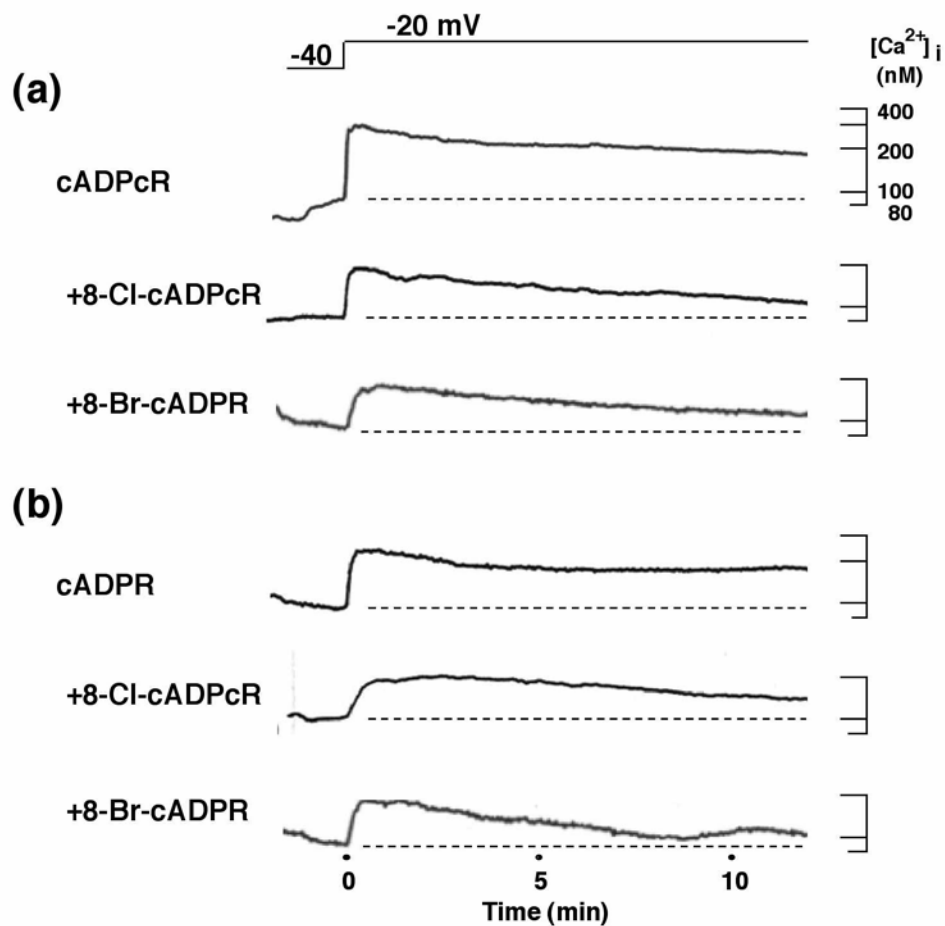 -20 mV
-40
[Ca2+]i
(nM)
(a)
400
200
cADPcR
100
80
+8-Cl-cADPcR
+8-Br-cADPR
(b)
cADPR
+8-Cl-cADPcR
+8-Br-cADPR
0 5 10
Time (min)